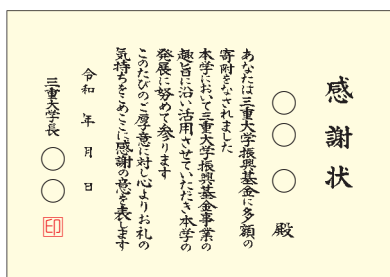 感謝状
○○ ○ 殿
あなたは三重大学振興基金に多額の
寄附をなされました
本学において三重大学振興基金事業の
趣旨に沿い活用させていただき本学の
発展に努めて参ります
このたびのご厚意に対し心よりお礼の
気持ちをこめここに感謝の意を表します
令和 年 月 日
三重大学長 ○○
印